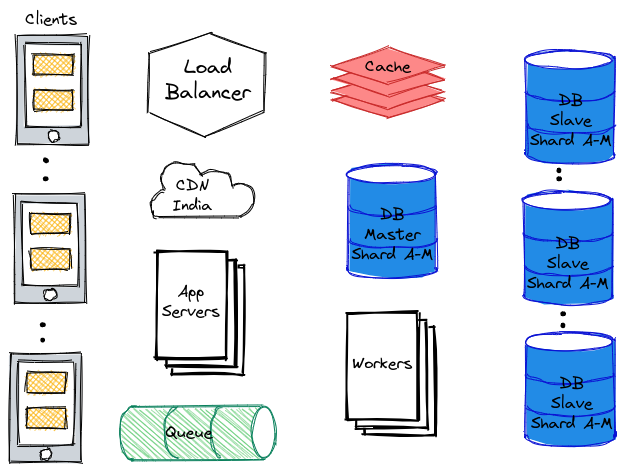 Clients
Load
Balancer
Cache
DB
Slave
Shard A-M
CDN
India
DB
Master
Shard A-M
DB
Slave
Shard A-M
App
Servers
Workers
DB
Slave
Shard A-M
Queue